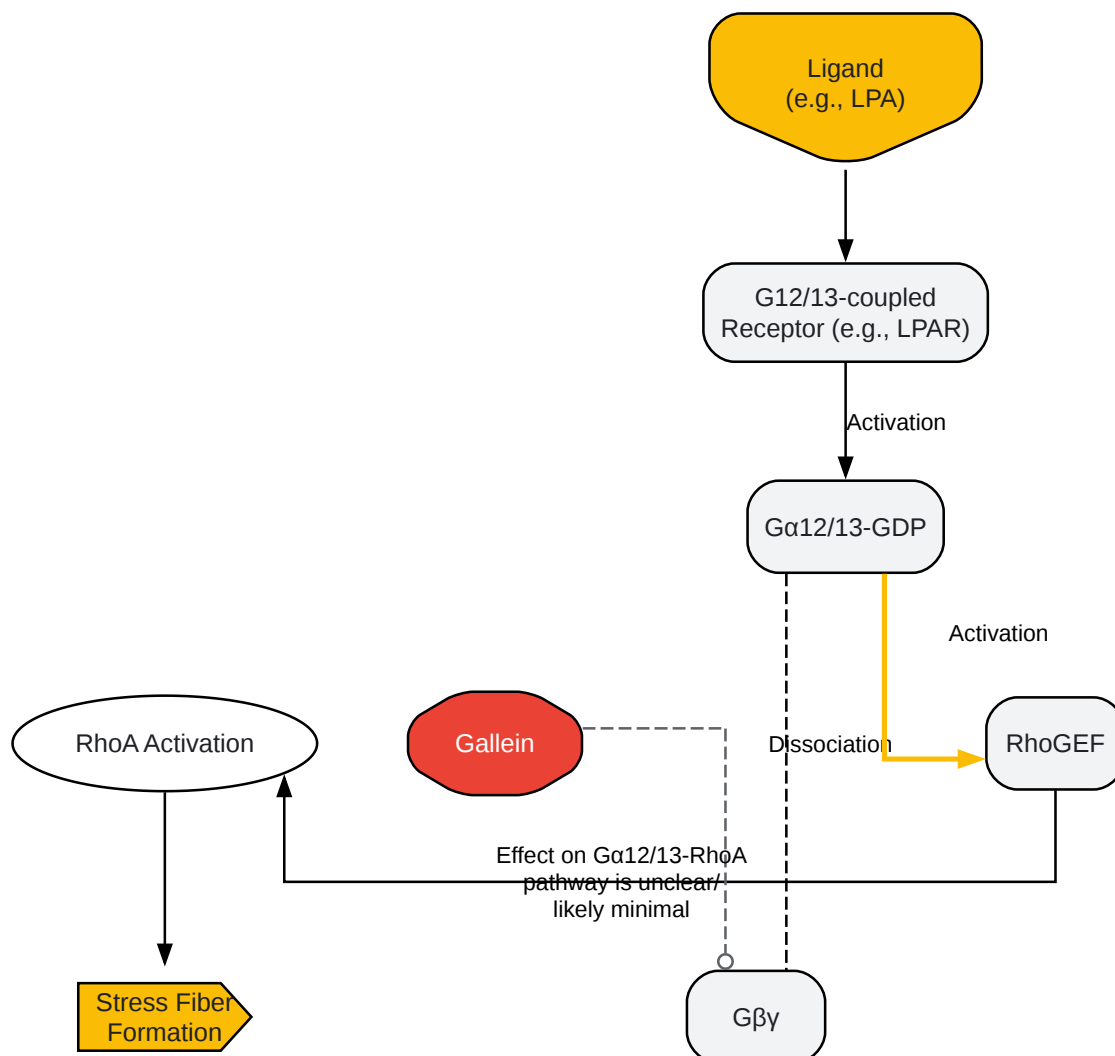 Ligand
(e.g., LPA)
G12/13-coupled
Receptor (e.g., LPAR)
Activation
Gα12/13-GDP
Activation
RhoA Activation
Gallein
Dissociation
RhoGEF
Effect on Gα12/13-RhoA
pathway is unclear/
likely minimal
Stress Fiber
Formation
Gβγ